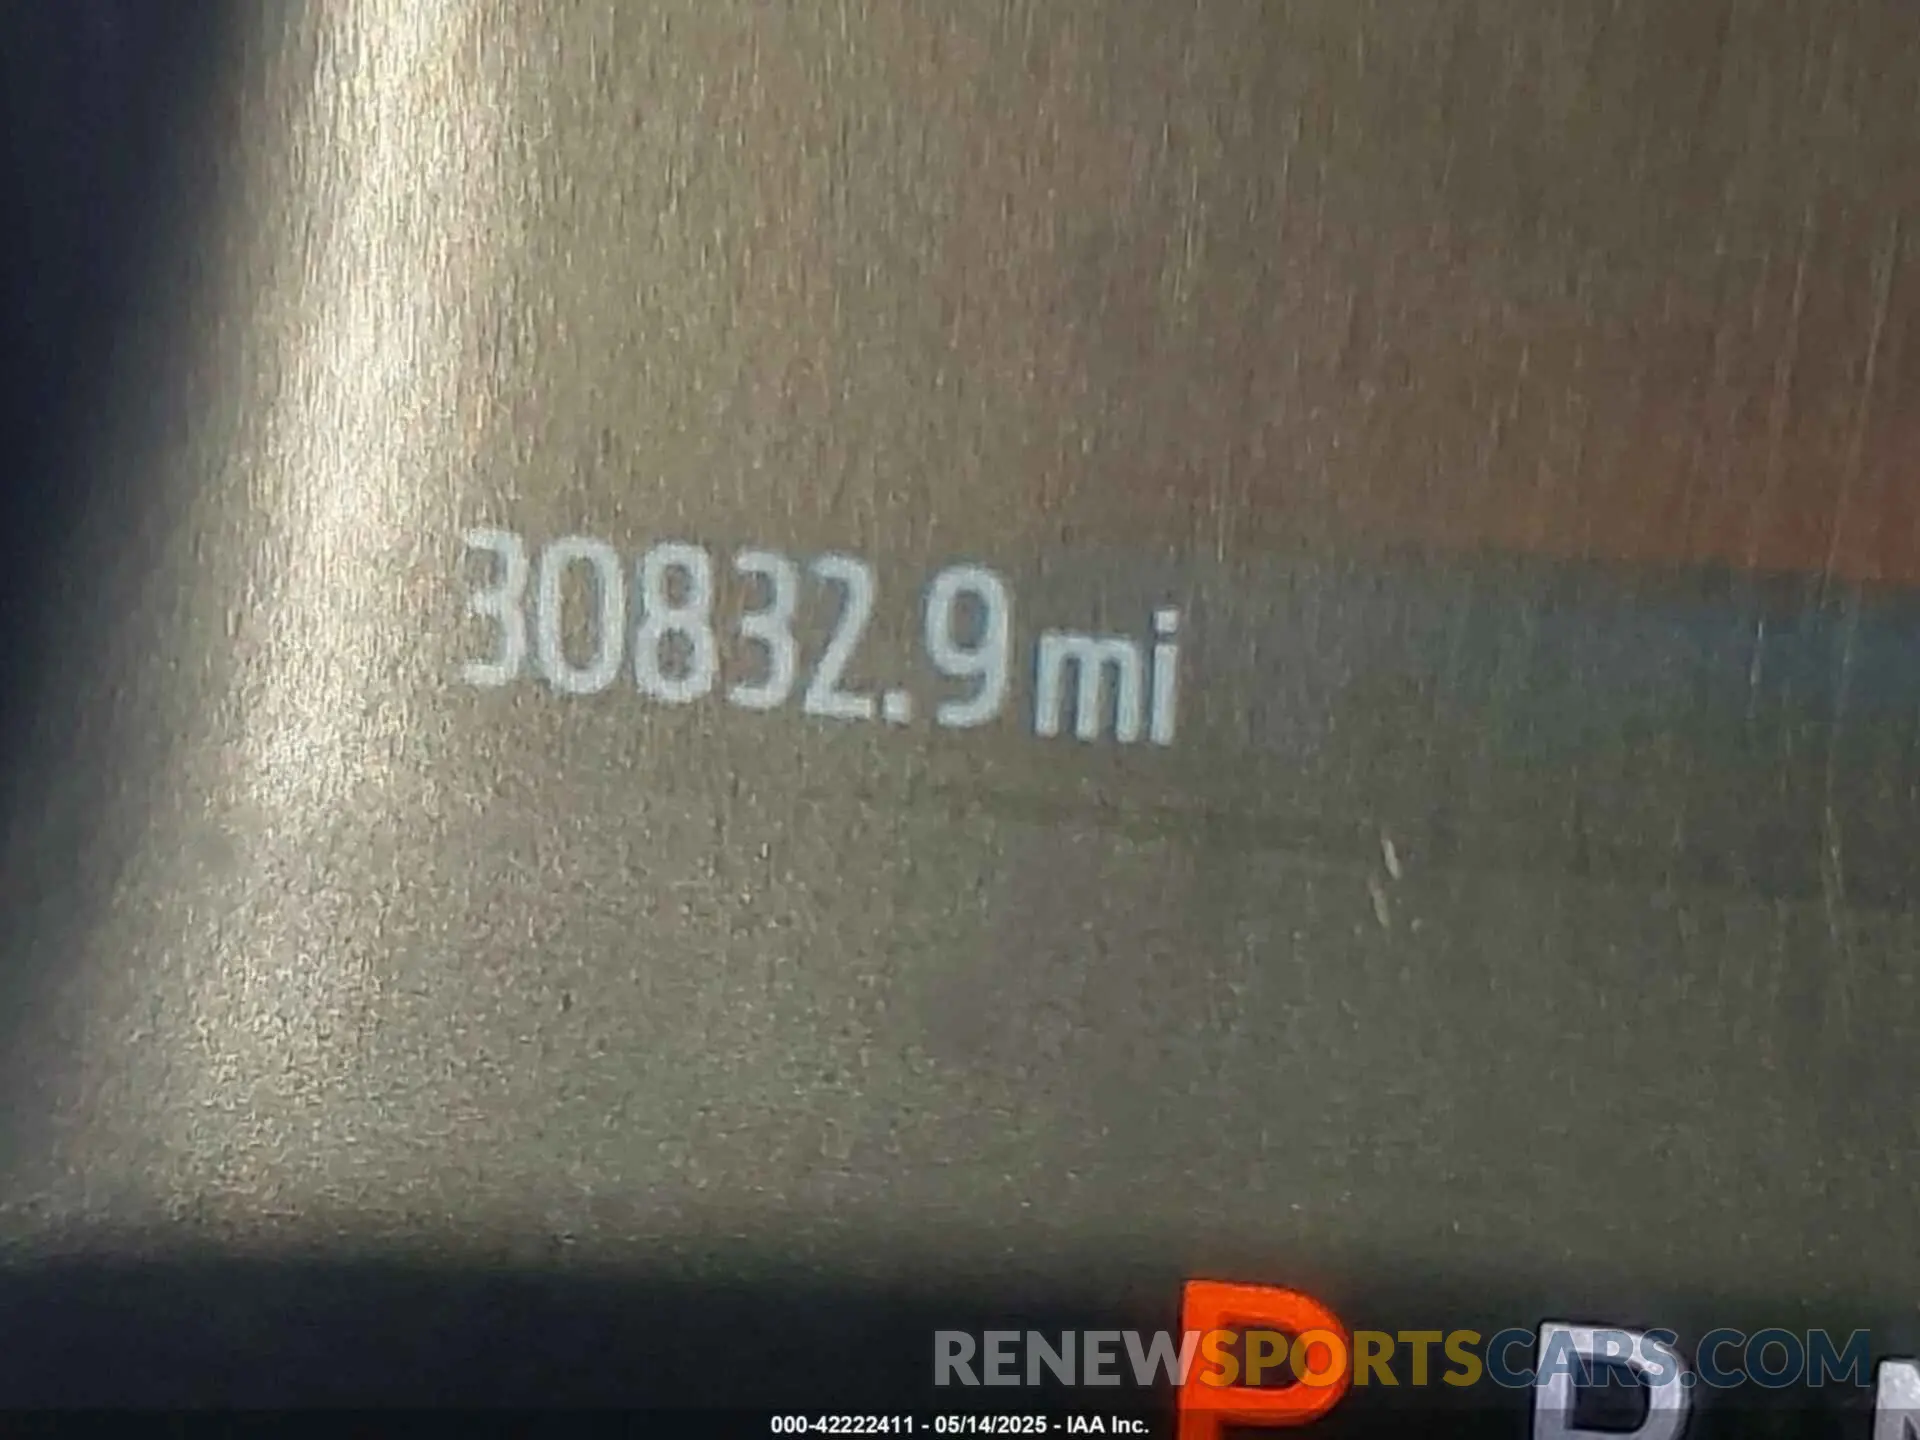 30832.9 mi
P R N
RENEWSPORTSCARS.COM
000-42222411 - 05/14/2025 - IAA Inc.